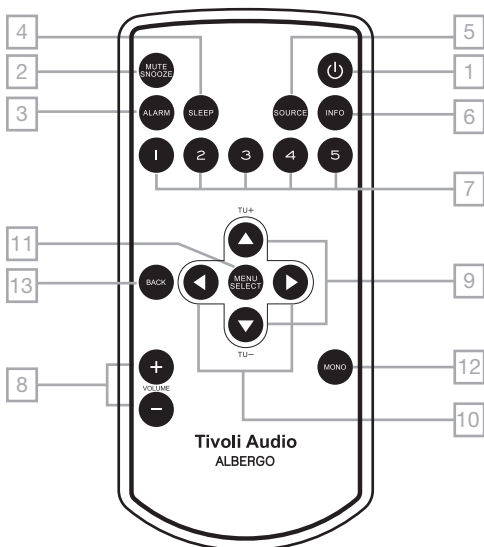 4
5
2
MUTE
SNOOZE
1
3
ALARM
SLEEP
SOURCE
INFO
6
1
2
3
4
5
7
TU+
11
MENU
SELECT
9
13
BACK
TU–
+
VOLUME
–
8
MONO
12
10
Tivoli Audio
ALBERGO